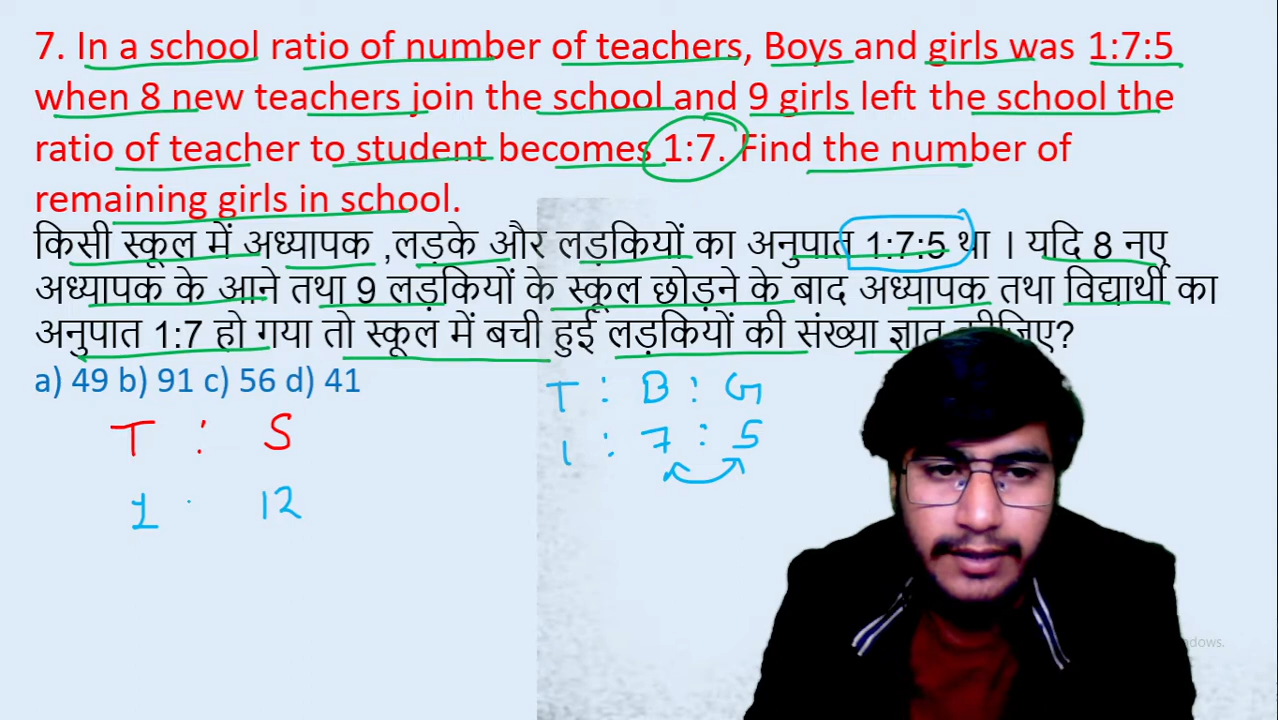 7. In a school ratio of number of teachers, Boys and girls was 1:7:5
when 8 new teachers join the school and 9 girls left the school the
ratio of teacher to student becomes 1:7. Find the number of
remaining girls in school.
किसी स्कूल में अध्यापक ,लड़के और लड़कियों का अनुपात 1:7:5 था । यदि 8 नए
अध्यापक के आने तथा 9 लड़कियों के स्कूल छोड़ने के बाद अध्यापक तथा विद्यार्थी का
अनुपात 1:7 हो गया तो स्कूल में बची हुई लड़कियों की संख्या ज्ञात
a) 49 b) 91 c) 56 d) 41
T : B : G
T : S
1 : 7 : 5
1 : 12